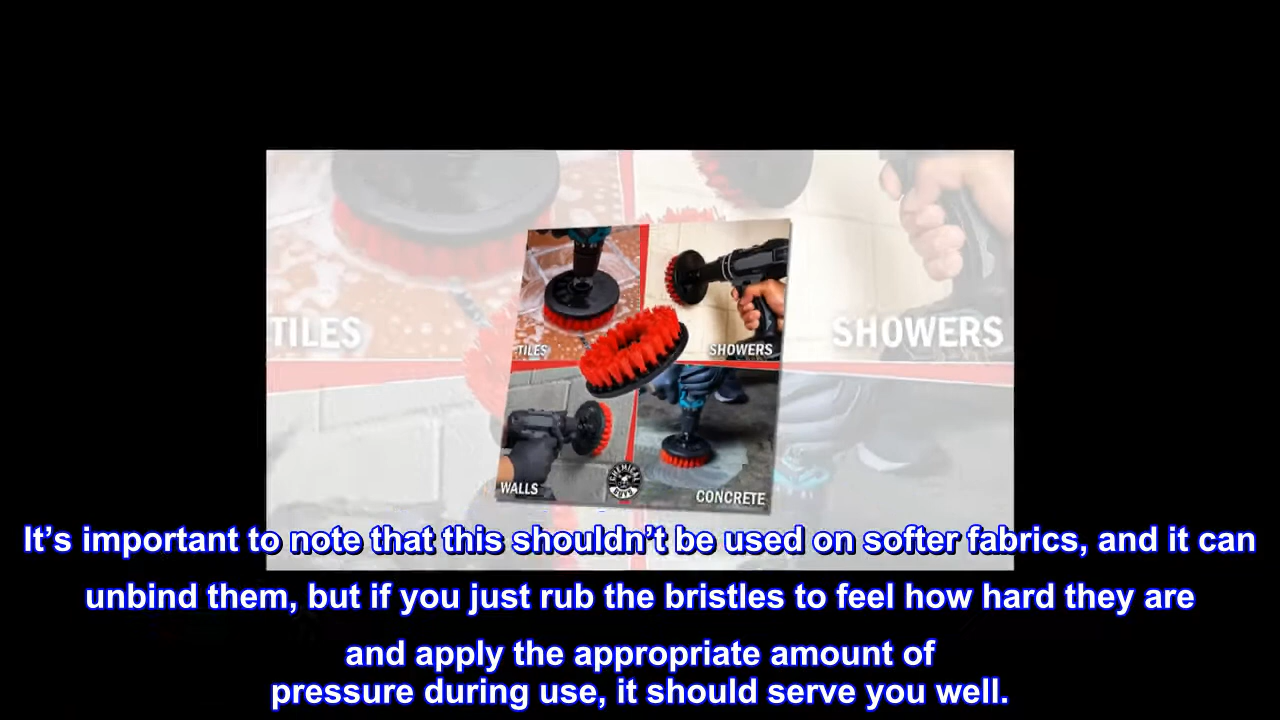 TILES
SHOWERS
TILES
SHOWERS
WALLS
CHEMICAL
GUYS
CONCRETE
It’s important to note that this shouldn’t be used on softer fabrics, and it can
unbind them, but if you just rub the bristles to feel how hard they are
and apply the appropriate amount of
pressure during use, it should serve you well.